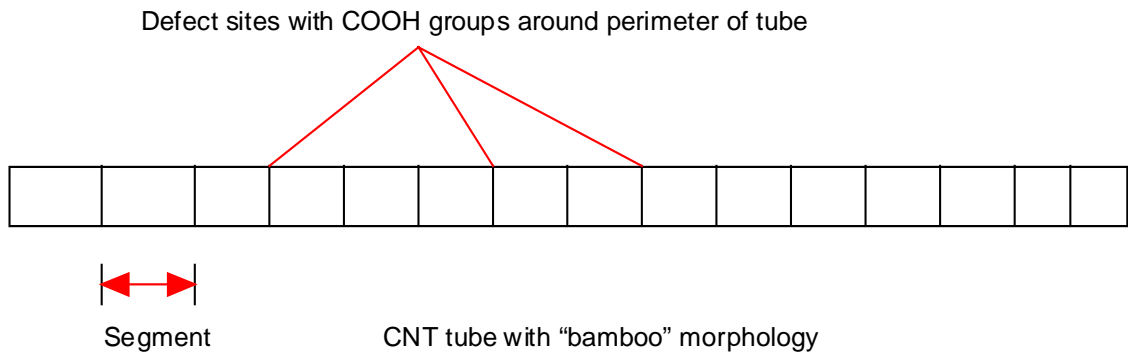 Defect sites with COOH groups around perimeter of tube
Segment
CNT tube with “bamboo” morphology